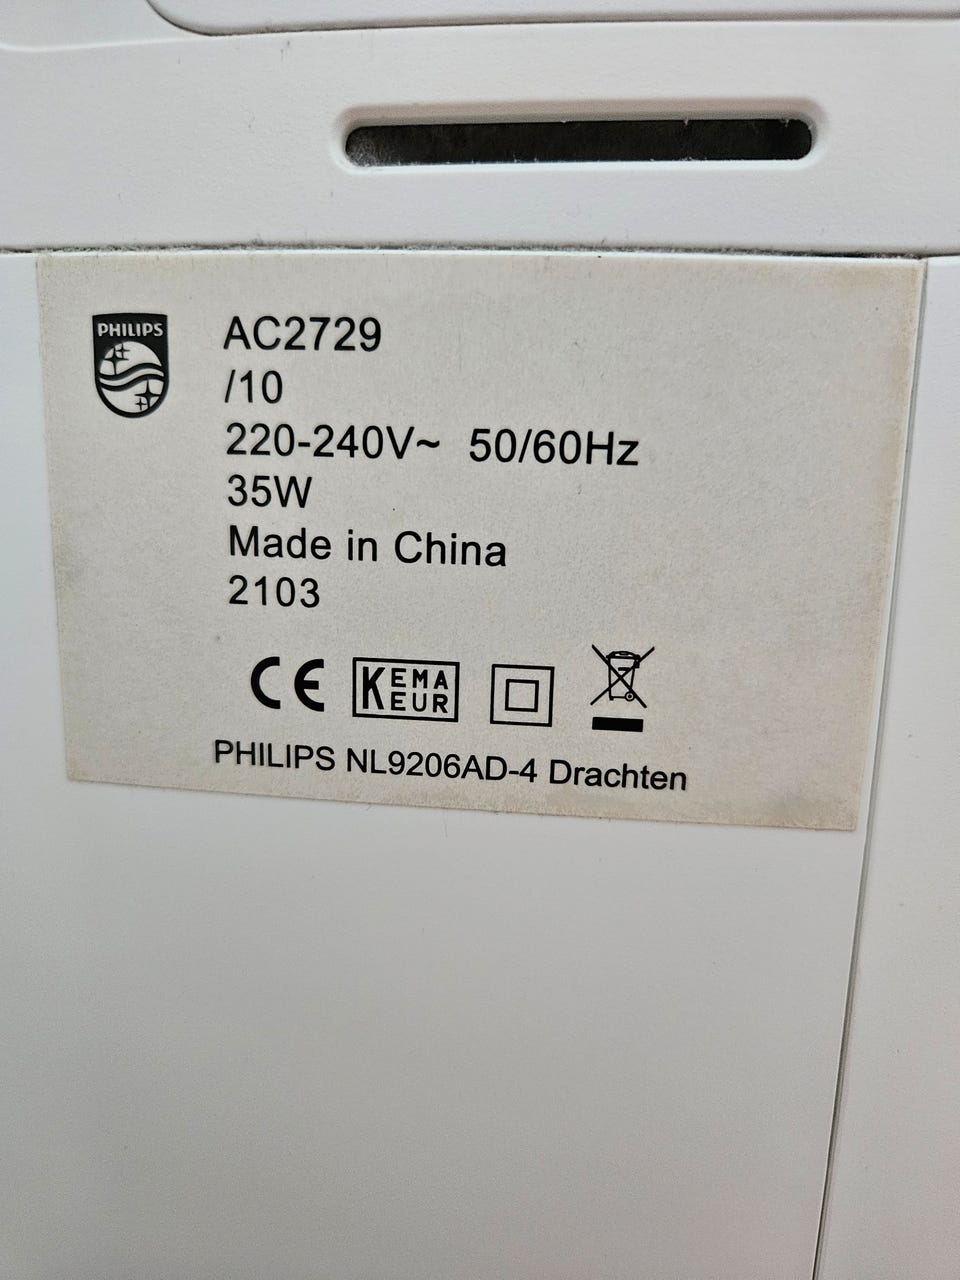 PHILIPS
AC2729
/10
220-240V~ 50/60Hz
35W
Made in China
2103
CE KEMA
EUR
PHILIPS NL9206AD-4 Drachten